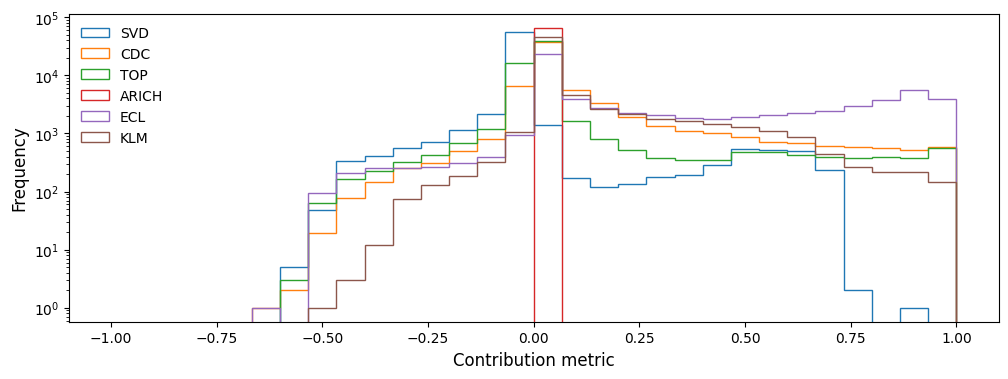 SVD
CDC
TOP
ARICH
ECL
KLM
Frequency
10^5
10^4
10^3
10^2
10^1
10^0
−1.00 −0.75 −0.50 −0.25 0.00 0.25 0.50 0.75 1.00
Contribution metric